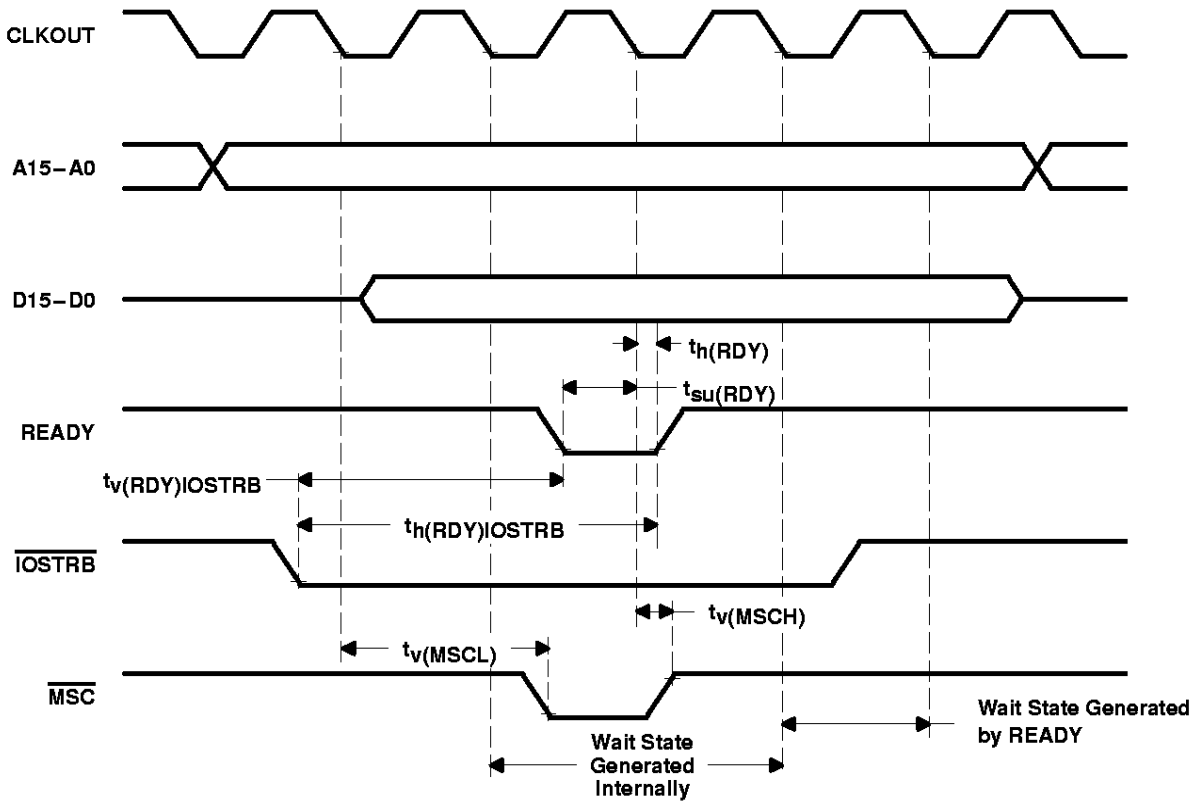 CLKOUT
A15–A0
D15–D0
th(RDY)
tsu(RDY)
READY
tv(RDY)IOSTRB
th(RDY)IOSTRB
IOSTRB
tv(MSCH)
tv(MSCL)
MSC
Wait State Generated
by READY
Wait State
Generated
Internally